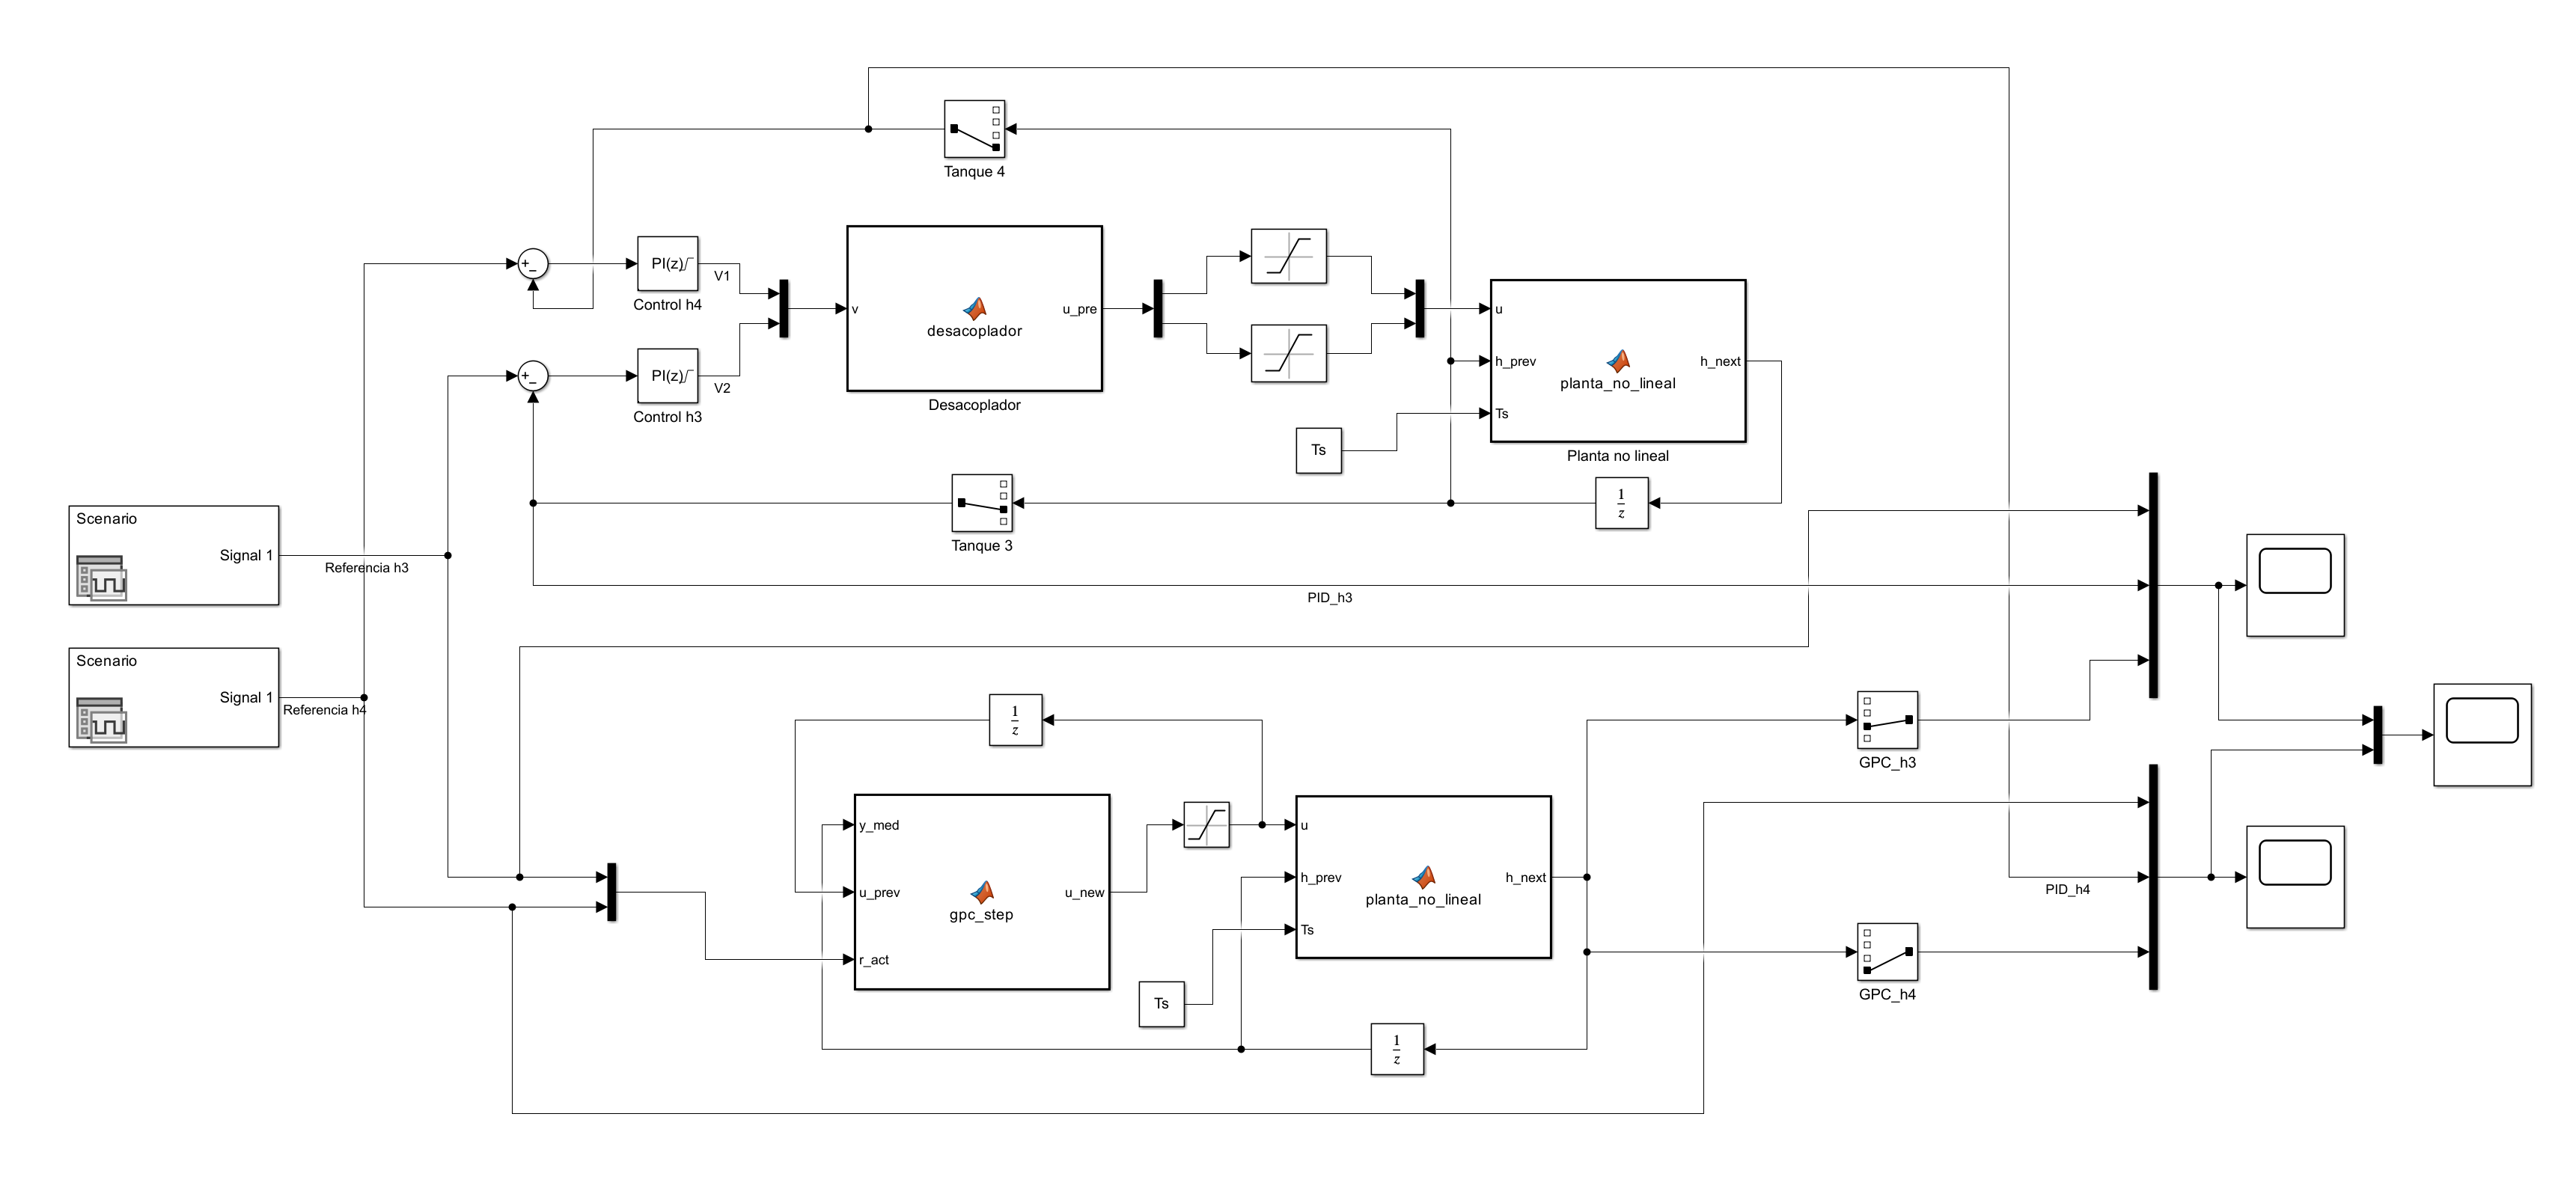 Tanque 4
+
−
PI(z)
Control h4
V1
v
desacoplador
u_pre
Desacoplador
u
h_prev
Ts
planta_no_lineal
h_next
Planta no lineal
+
−
PI(z)
Control h3
V2
Ts
1
z
Tanque 3
Scenario
Signal 1
Referencia h3
PID_h3
Scenario
Signal 1
Referencia h4
1
z
GPC_h3
y_med
u_prev
r_act
gpc_step
u_new
u
h_prev
Ts
planta_no_lineal
h_next
PID_h4
Ts
GPC_h4
1
z